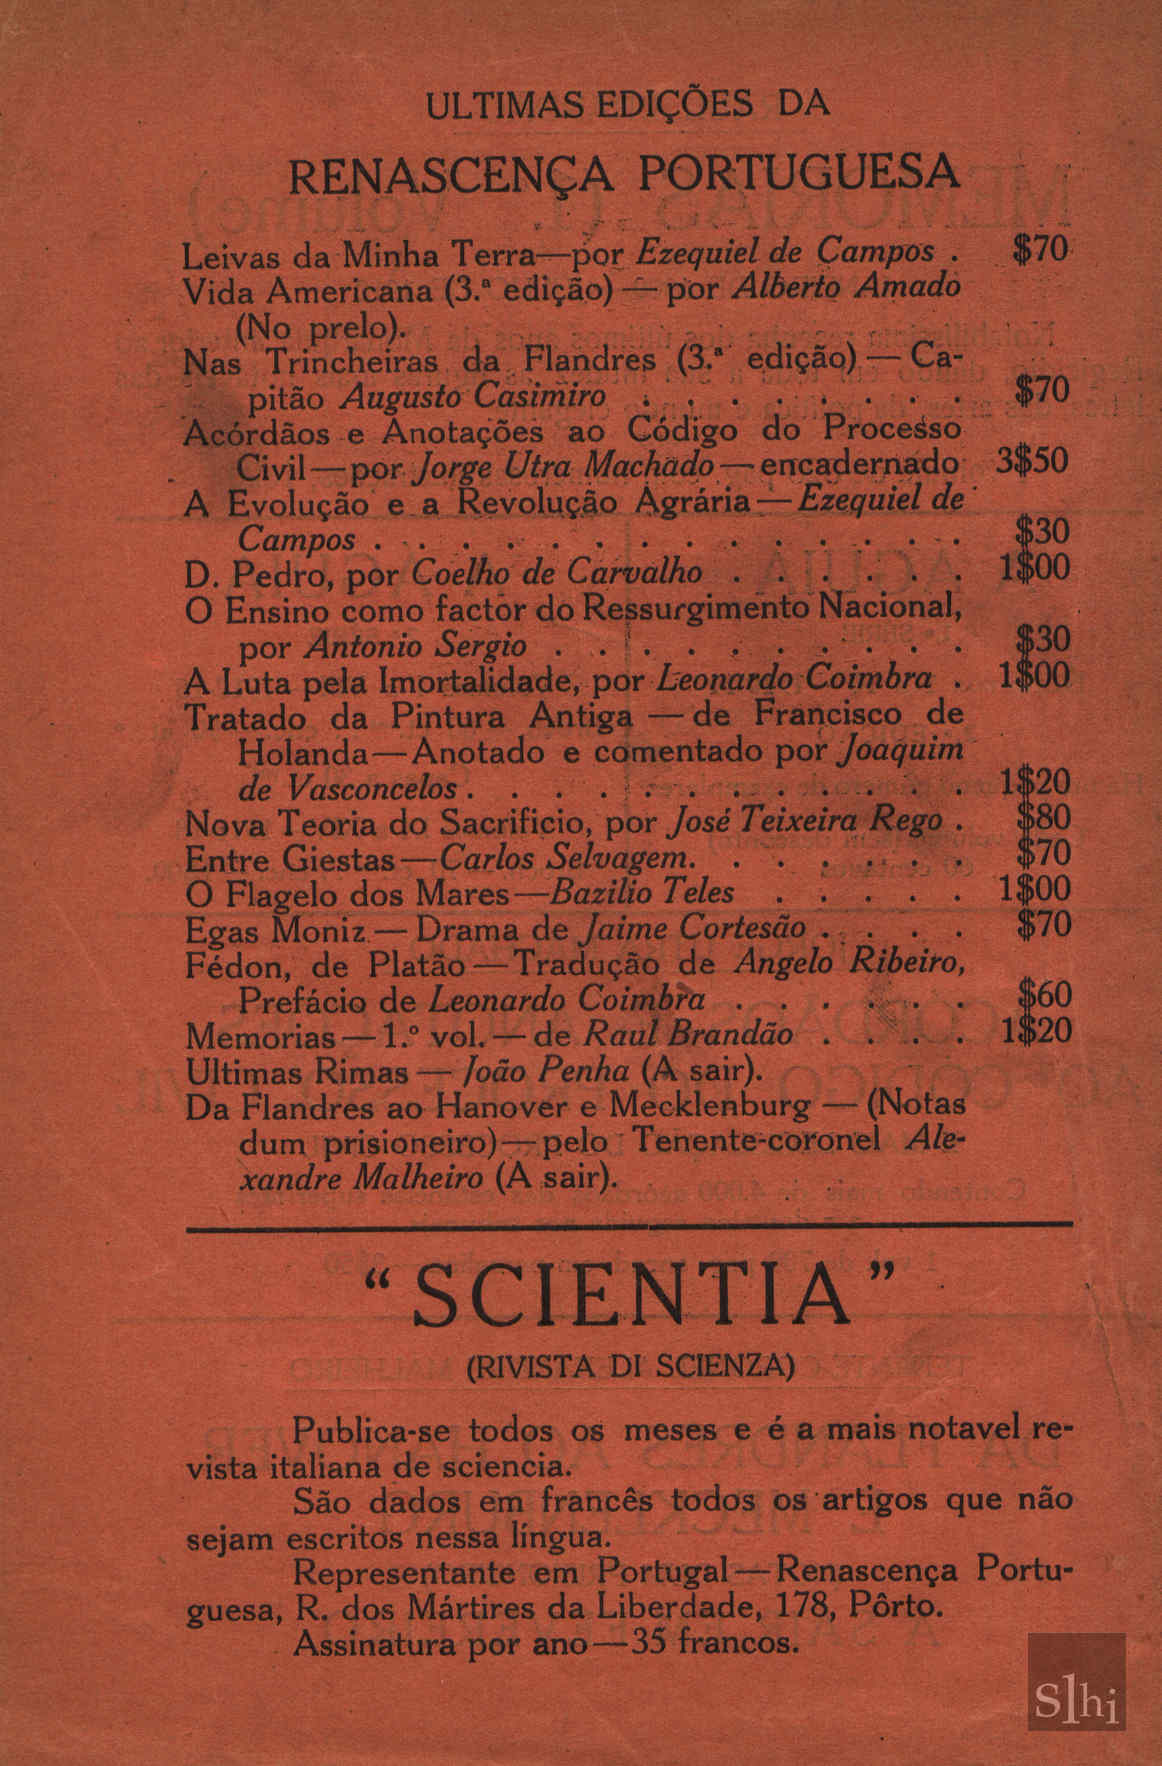 ULTIMAS EDIÇÕES DA
RENASCENÇA PORTUGUESA
Leivas da Minha Terra—por Ezequiel de Campos . $70
Vida Americana (3.ª edição) — por Alberto Amado
(No prelo).
Nas Trincheiras da Flandres (3.ª edição) — Ca-
pitão Augusto Casimiro . . . . . . . . $70
Acórdãos e Anotações ao Código do Processo
Civil—por Jorge Utra Machado—encadernado 3$50
A Evolução e a Revolução Agrária — Ezequiel de
Campos . . . . . . . . . . . . . . $30
D. Pedro, por Coelho de Carvalho . . . . . . 1$00
O Ensino como factor do Ressurgimento Nacional,
por Antonio Sergio . . . . . . . . . . $30
A Luta pela Imortalidade, por Leonardo Coimbra . 1$00
Tratado da Pintura Antiga — de Francisco de
Holanda—Anotado e comentado por Joaquim
de Vasconcelos . . . . . . . . . . . . 1$20
Nova Teoria do Sacrificio, por José Teixeira Rego . $80
Entre Giestas—Carlos Selvagem. . . . . . . $70
O Flagelo dos Mares—Bazilio Teles . . . . . 1$00
Egas Moniz — Drama de Jaime Cortesão . . . . $70
Fédon, de Platão — Tradução de Angelo Ribeiro,
Prefácio de Leonardo Coimbra . . . . . . $60
Memorias — 1.º vol. — de Raul Brandão . . . . 1$20
Ultimas Rimas — João Penha (A sair).
Da Flandres ao Hanover e Mecklenburg — (Notas
dum prisioneiro)—pelo Tenente-coronel Ale-
xandre Malheiro (A sair).
“SCIENTIA”
(RIVISTA DI SCIENZA)
Publica-se todos os meses e é a mais notavel re-
vista italiana de sciencia.
São dados em francês todos os artigos que não
sejam escritos nessa língua.
Representante em Portugal — Renascença Portu-
guesa, R. dos Mártires da Liberdade, 178, Pôrto.
Assinatura por ano—35 francos.
slhi